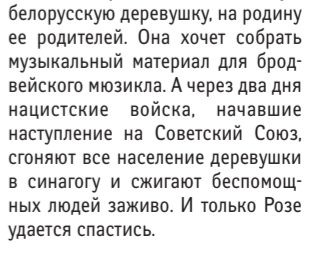 белорусскую деревушку, на родину
ее родителей. Она хочет собрать
музыкальный материал для брод-
вейского мюзикла. А через два дня
нацистские войска, начавшие
наступление на Советский Союз,
сгоняют все население деревушки
в синагогу и сжигают беспомощ-
ных людей заживо. И только Розе
удается спастись.